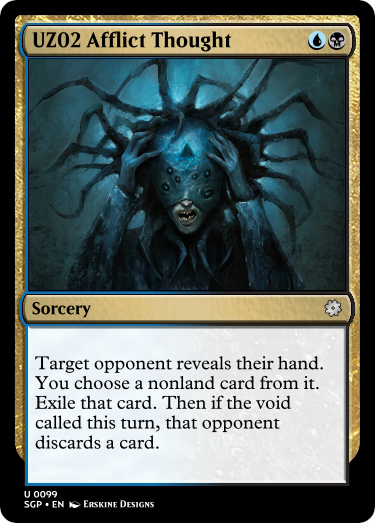 UZ02 Afflict Thought
Sorcery
Target opponent reveals their hand.
You choose a nonland card from it.
Exile that card. Then if the void
called this turn, that opponent
discards a card.
U 0099
SGP • EN Erskine Designs